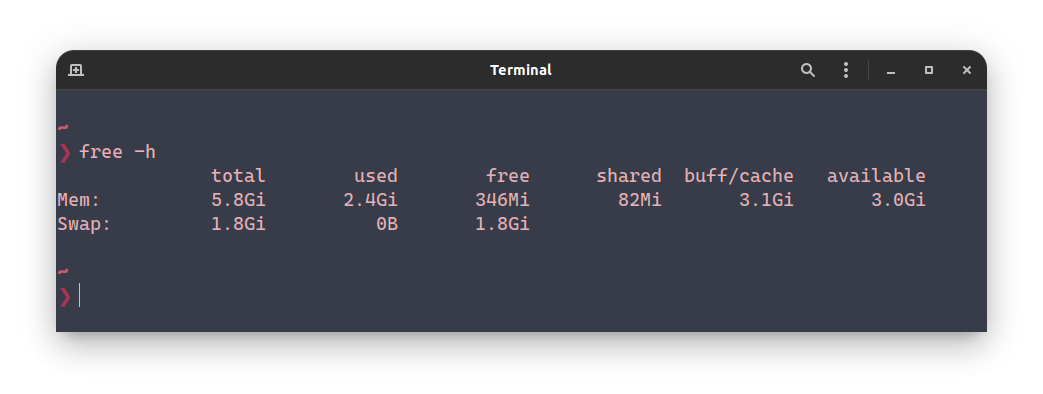 Terminal
~
❯ free -h
total used free shared buff/cache available
Mem: 5.8Gi 2.4Gi 346Mi 82Mi 3.1Gi 3.0Gi
Swap: 1.8Gi 0B 1.8Gi
~
❯